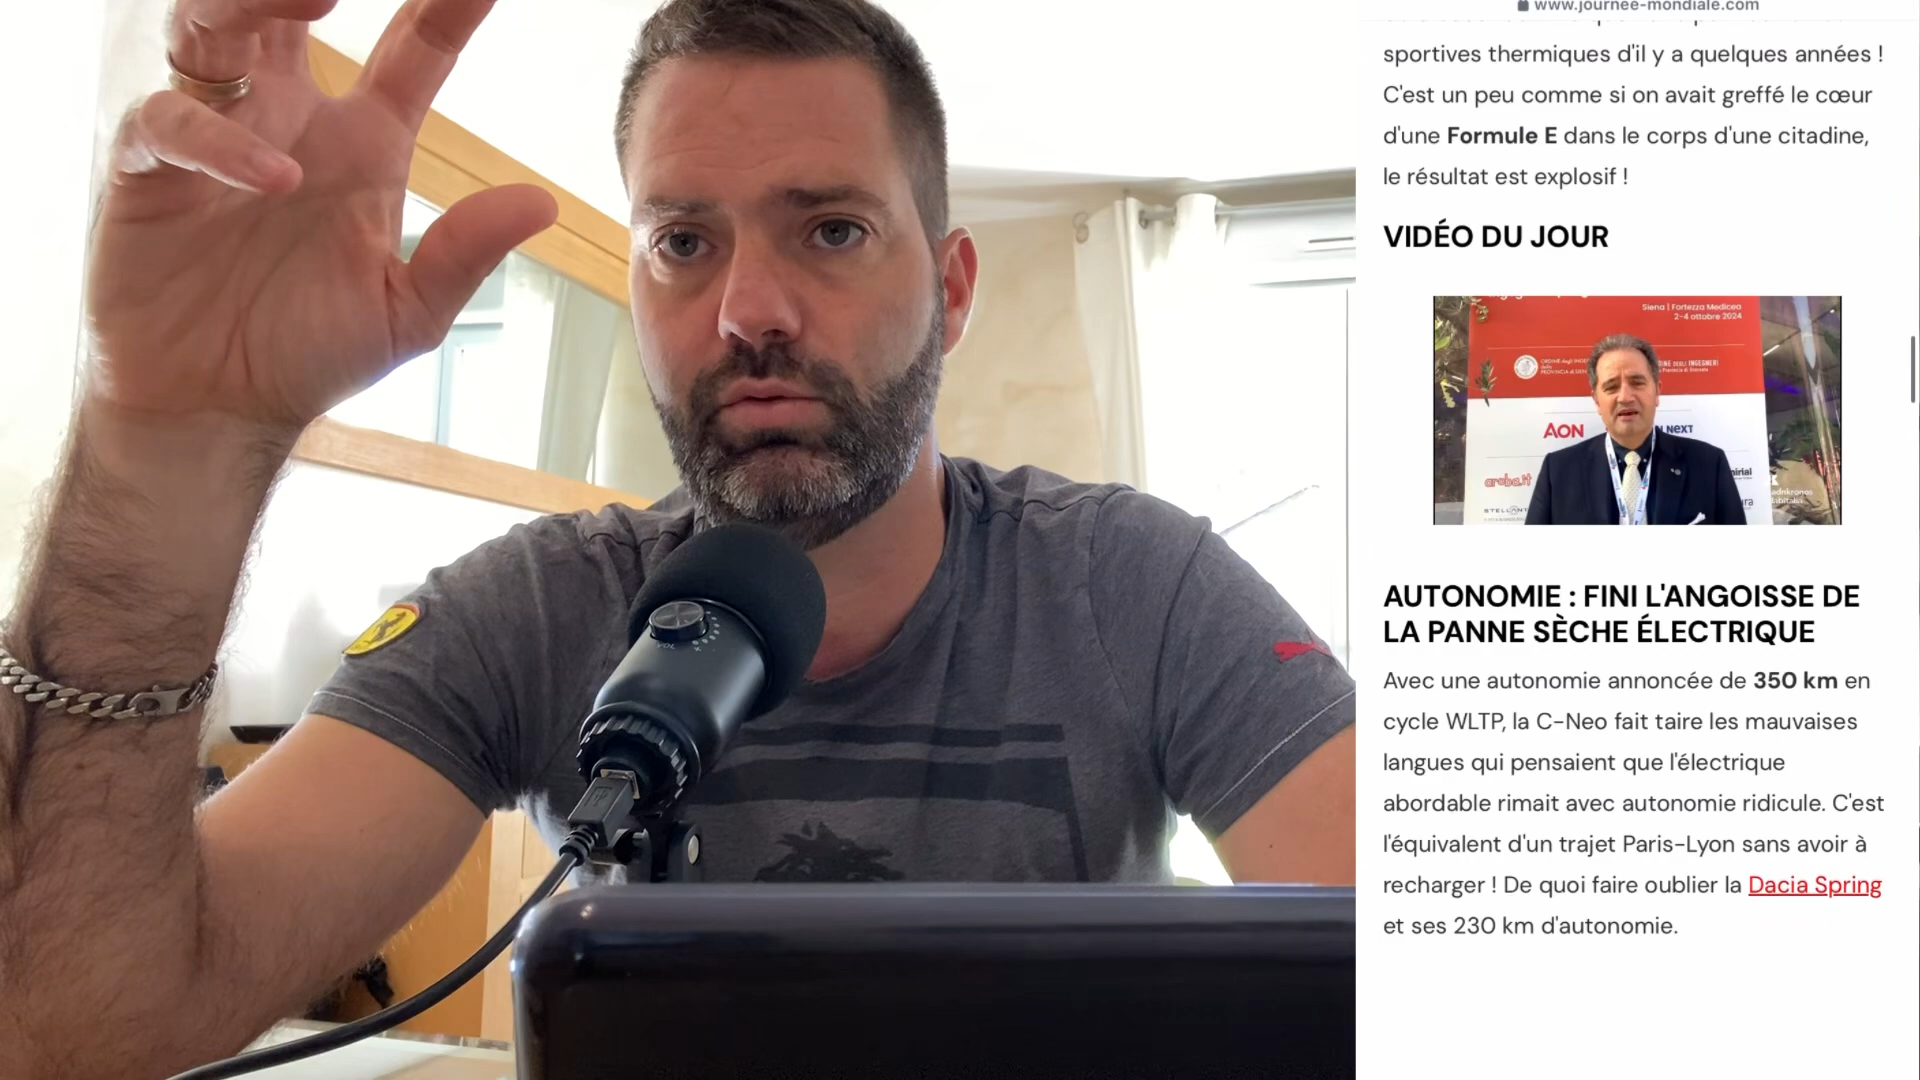 www.journee-mondiale.com
sportives thermiques d'il y a quelques années !
C'est un peu comme si on avait greffé le cœur
d'une Formule E dans le corps d'une citadine,
le résultat est explosif !
VIDÉO DU JOUR
Siena | Fortezza Medicea
2-4 ottobre 2024
AON
NEXT
aruba.it
AUTONOMIE : FINI L'ANGOISSE DE
LA PANNE SÈCHE ÉLECTRIQUE
Avec une autonomie annoncée de 350 km en
cycle WLTP, la C-Neo fait taire les mauvaises
langues qui pensaient que l'électrique
abordable rimait avec autonomie ridicule. C'est
l'équivalent d'un trajet Paris-Lyon sans avoir à
recharger ! De quoi faire oublier la Dacia Spring
et ses 230 km d'autonomie.
VOL